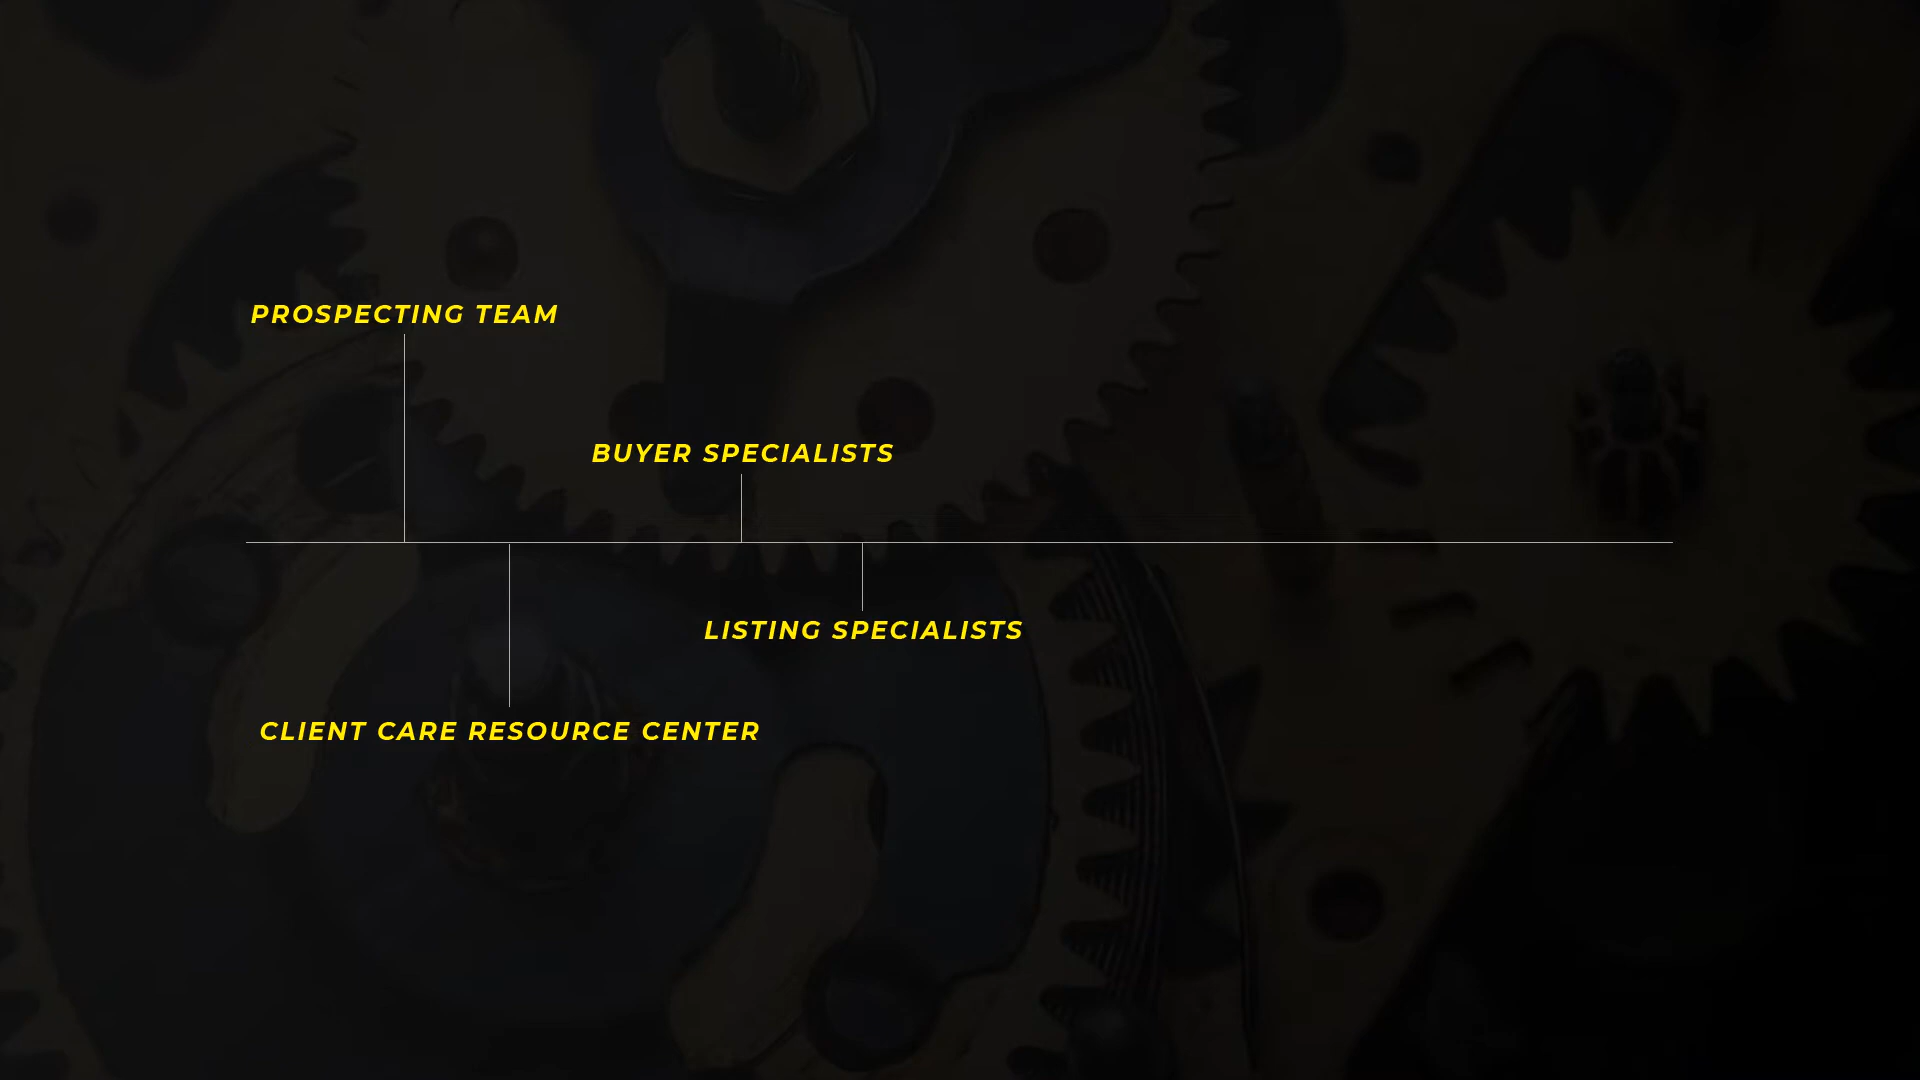 PROSPECTING TEAM
BUYER SPECIALISTS
LISTING SPECIALISTS
CLIENT CARE RESOURCE CENTER